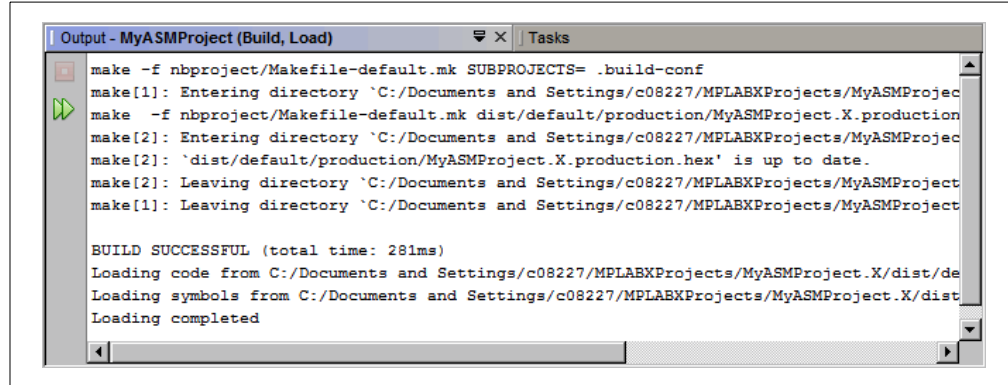 Output - MyASMProject (Build, Load) Tasks
make -f nbproject/Makefile-default.mk SUBPROJECTS= .build-conf
make[1]: Entering directory `C:/Documents and Settings/c08227/MPLABXProjects/MyASMProjec
make  -f nbproject/Makefile-default.mk dist/default/production/MyASMProject.X.production
make[2]: Entering directory `C:/Documents and Settings/c08227/MPLABXProjects/MyASMProjec
make[2]: `dist/default/production/MyASMProject.X.production.hex' is up to date.
make[2]: Leaving directory `C:/Documents and Settings/c08227/MPLABXProjects/MyASMProject
make[1]: Leaving directory `C:/Documents and Settings/c08227/MPLABXProjects/MyASMProject
BUILD SUCCESSFUL (total time: 281ms)
Loading code from C:/Documents and Settings/c08227/MPLABXProjects/MyASMProject.X/dist/de
Loading symbols from C:/Documents and Settings/c08227/MPLABXProjects/MyASMProject.X/dist
Loading completed